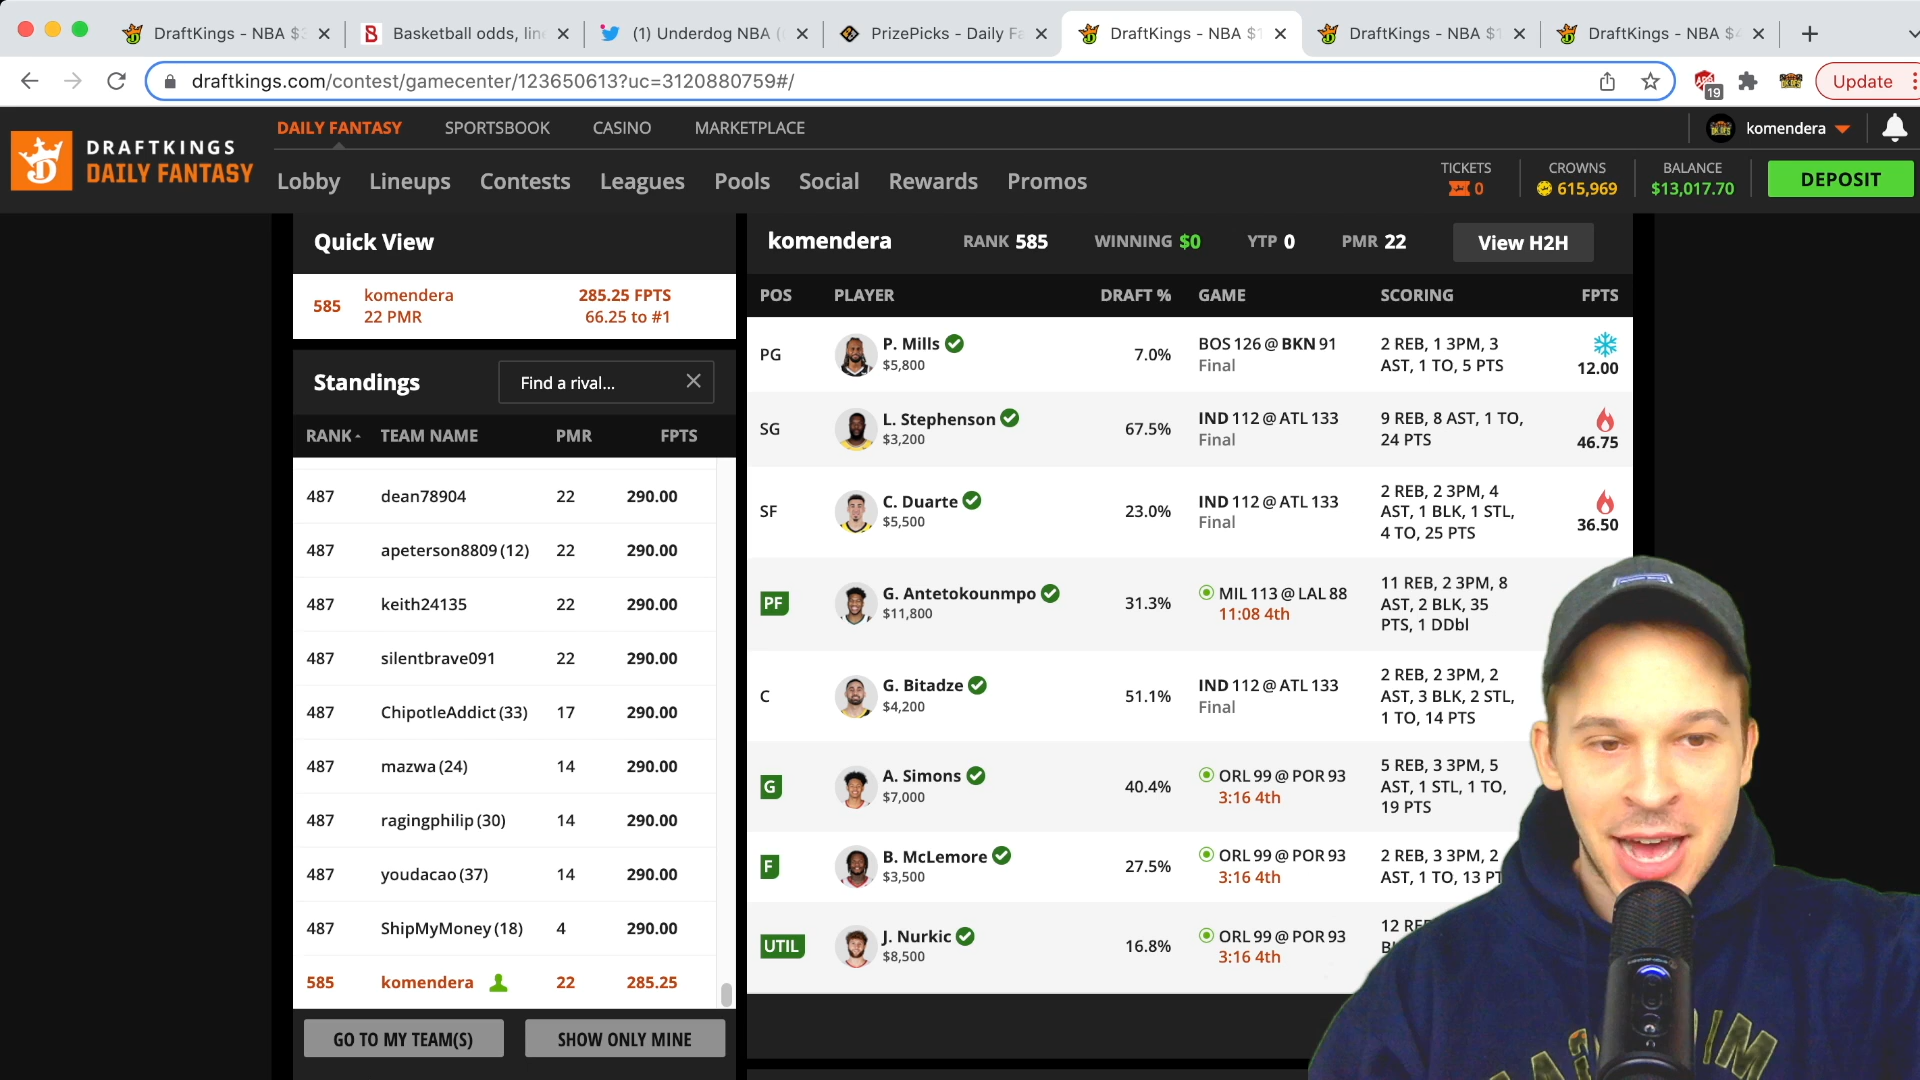 DraftKings - NBA $
Basketball odds, lin
(1) Underdog NBA (
PrizePicks - Daily Fa
DraftKings - NBA $1
DraftKings - NBA $1
DraftKings - NBA $
draftkings.com/contest/gamecenter/123650613?uc=3120880759#/
19
Update
DRAFTKINGS
DAILY FANTASY
DAILY FANTASY
SPORTSBOOK
CASINO
MARKETPLACE
komendera
Lobby
Lineups
Contests
Leagues
Pools
Social
Rewards
Promos
TICKETS
0
CROWNS
615,969
BALANCE
$13,017.70
DEPOSIT
Quick View
585
komendera
22 PMR
285.25 FPTS
66.25 to #1
Standings
Find a rival...
RANK TEAM NAME PMR FPTS
487 dean78904 22 290.00
487 apeterson8809 (12) 22 290.00
487 keith24135 22 290.00
487 silentbrave091 22 290.00
487 ChipotleAddict (33) 17 290.00
487 mazwa (24) 14 290.00
487 ragingphilip (30) 14 290.00
487 youdacao (37) 14 290.00
487 ShipMyMoney (18) 4 290.00
585 komendera 22 285.25
GO TO MY TEAM(S)
SHOW ONLY MINE
komendera RANK 585 WINNING $0 YTP 0 PMR 22 View H2H
POS PLAYER DRAFT % GAME SCORING FPTS
PG
P. Mills
$5,800
7.0%
BOS 126 @ BKN 91
Final
2 REB, 1 3PM, 3
AST, 1 TO, 5 PTS
12.00
SG
L. Stephenson
$3,200
67.5%
IND 112 @ ATL 133
Final
9 REB, 8 AST, 1 TO,
24 PTS
46.75
SF
C. Duarte
$5,500
23.0%
IND 112 @ ATL 133
Final
2 REB, 2 3PM, 4
AST, 1 BLK, 1 STL,
4 TO, 25 PTS
36.50
PF
G. Antetokounmpo
$11,800
31.3%
MIL 113 @ LAL 88
11:08 4th
11 REB, 2 3PM, 8
AST, 2 BLK, 35
PTS, 1 DDbl
C
G. Bitadze
$4,200
51.1%
IND 112 @ ATL 133
Final
2 REB, 2 3PM, 2
AST, 3 BLK, 2 STL,
1 TO, 14 PTS
G
A. Simons
$7,000
40.4%
ORL 99 @ POR 93
3:16 4th
5 REB, 3 3PM, 5
AST, 1 STL, 1 TO,
19 PTS
F
B. McLemore
$3,500
27.5%
ORL 99 @ POR 93
3:16 4th
2 REB, 3 3PM, 2
AST, 1 TO, 13 PT
UTIL
J. Nurkic
$8,500
16.8%
ORL 99 @ POR 93
3:16 4th
12 RE